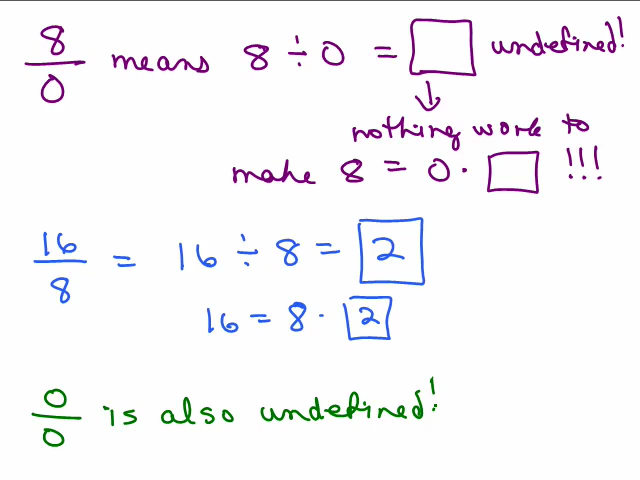 8/0 means 8 ÷ 0 = □ undefined!
↓
nothing work to
make 8 = 0 · □ !!!
16/8 = 16 ÷ 8 = 2
16 = 8 · 2
0/0 is also undefined!